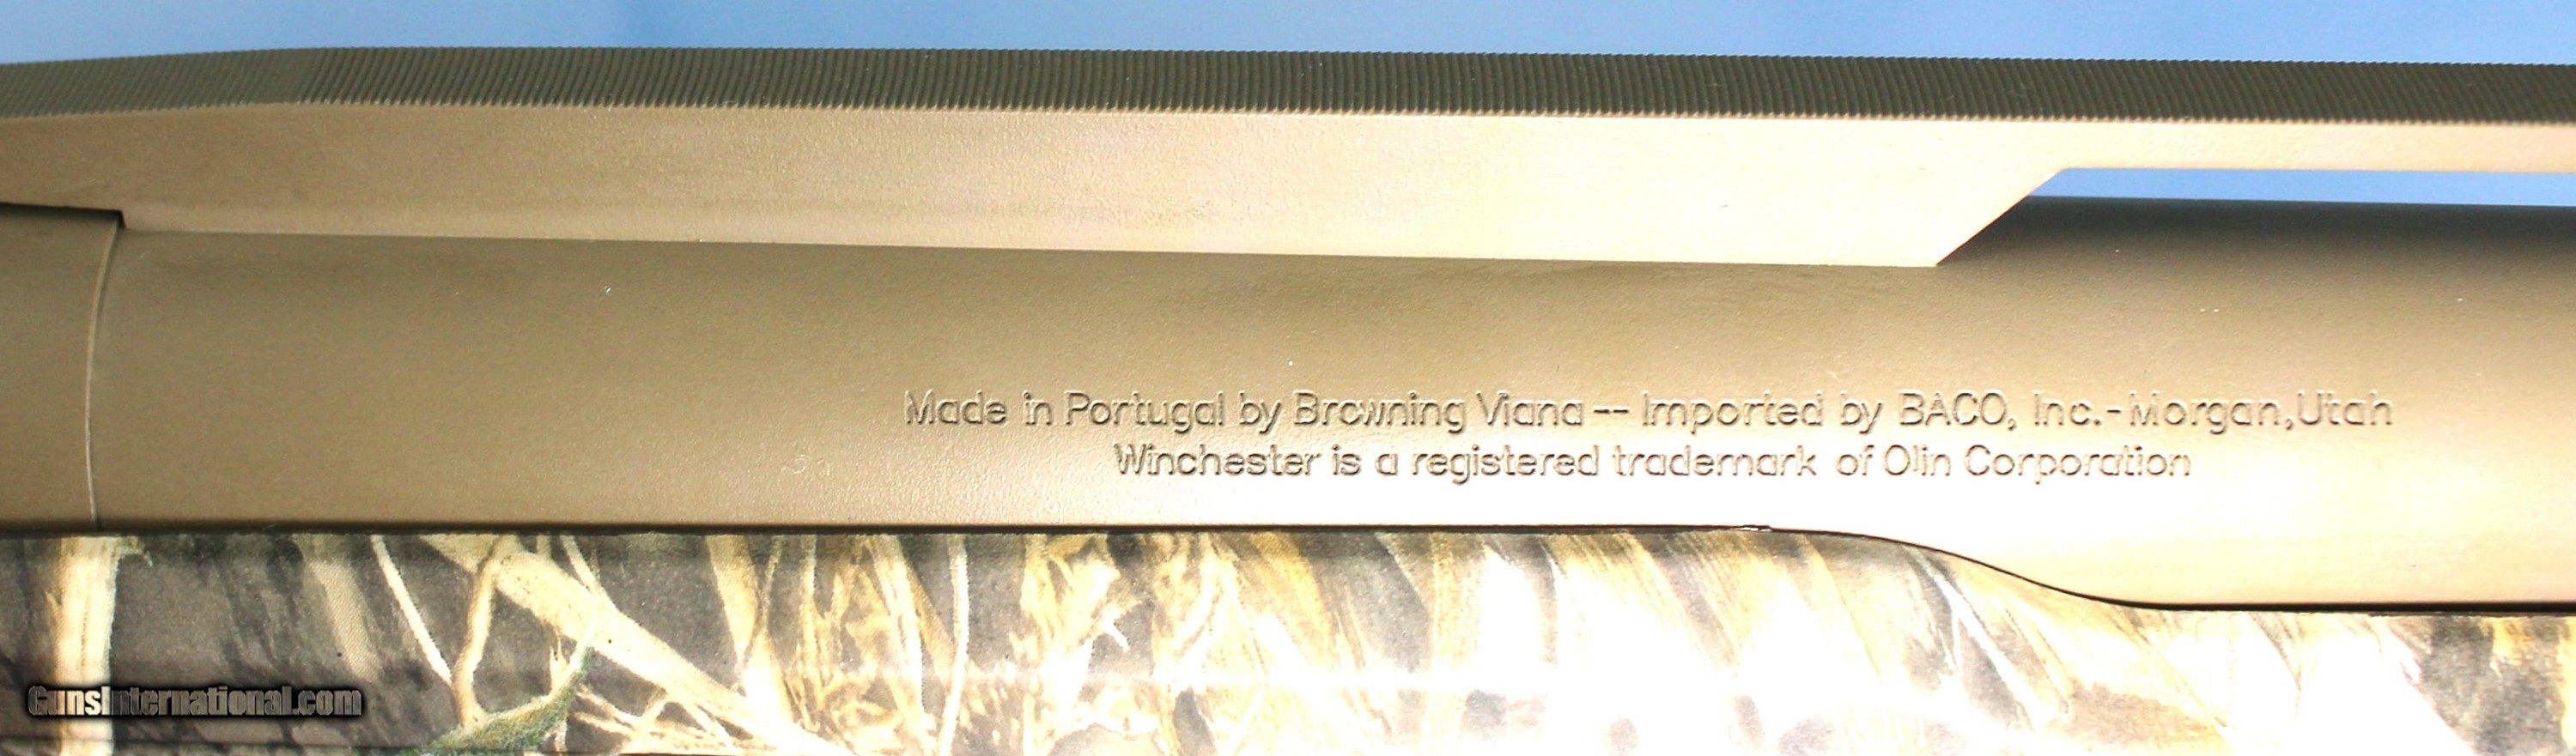 Made in Portugal by Browning Viana -- Imported by BACO, Inc.-Morgan,Utah
Winchester is a registered trademark of Olin Corporation
GunsInternational.com